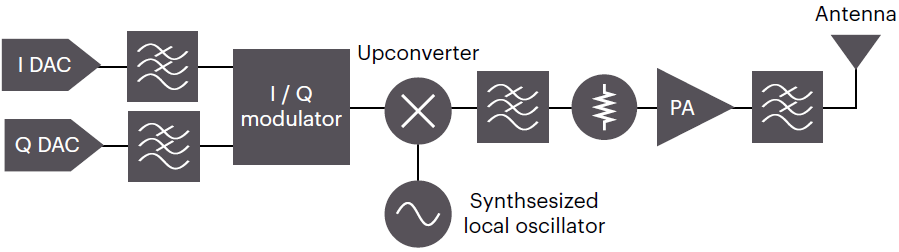 Antenna
Upconverter
I DAC
I / Q
modulator
PA
Q DAC
Synthsesized
local oscillator